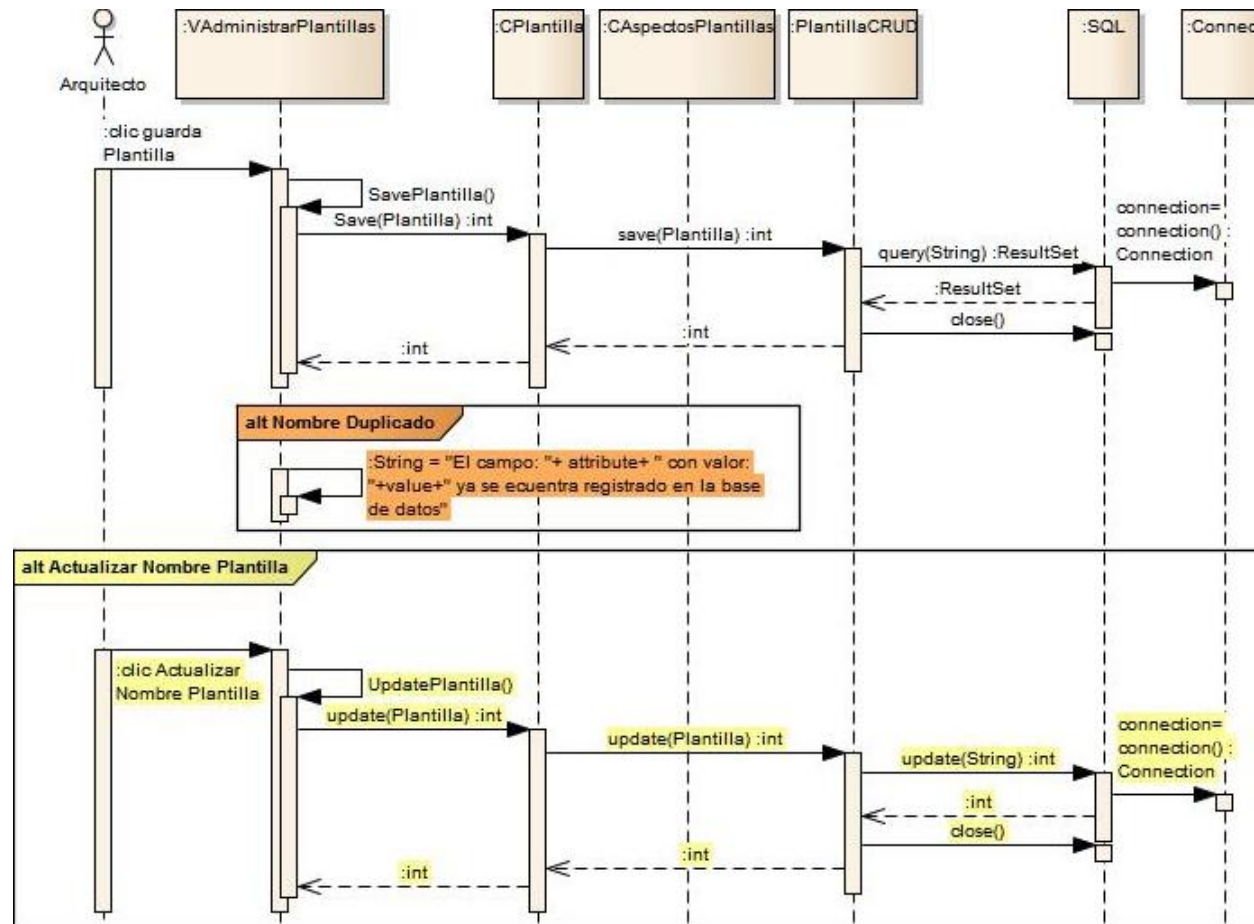 :VAdministrarPlantillas
:CPlantilla
:CAspectosPlantillas
:PlantillaCRUD
:SQL
:Connec
Arquitecto
:clic guarda
Plantilla
SavePlantilla()
Save(Plantilla) :int
save(Plantilla) :int
query(String) :ResultSet
connection=
connection() :
Connection
:ResultSet
close()
:int
:int
alt Nombre Duplicado
:String = "El campo: "+ attribute+ " con valor:
"+value+" ya se ecuentra registrado en la base
de datos"
alt Actualizar Nombre Plantilla
:clic Actualizar
Nombre Plantilla
UpdatePlantilla()
update(Plantilla) :int
update(Plantilla) :int
update(String) :int
connection=
connection() :
Connection
:int
close()
:int
:int